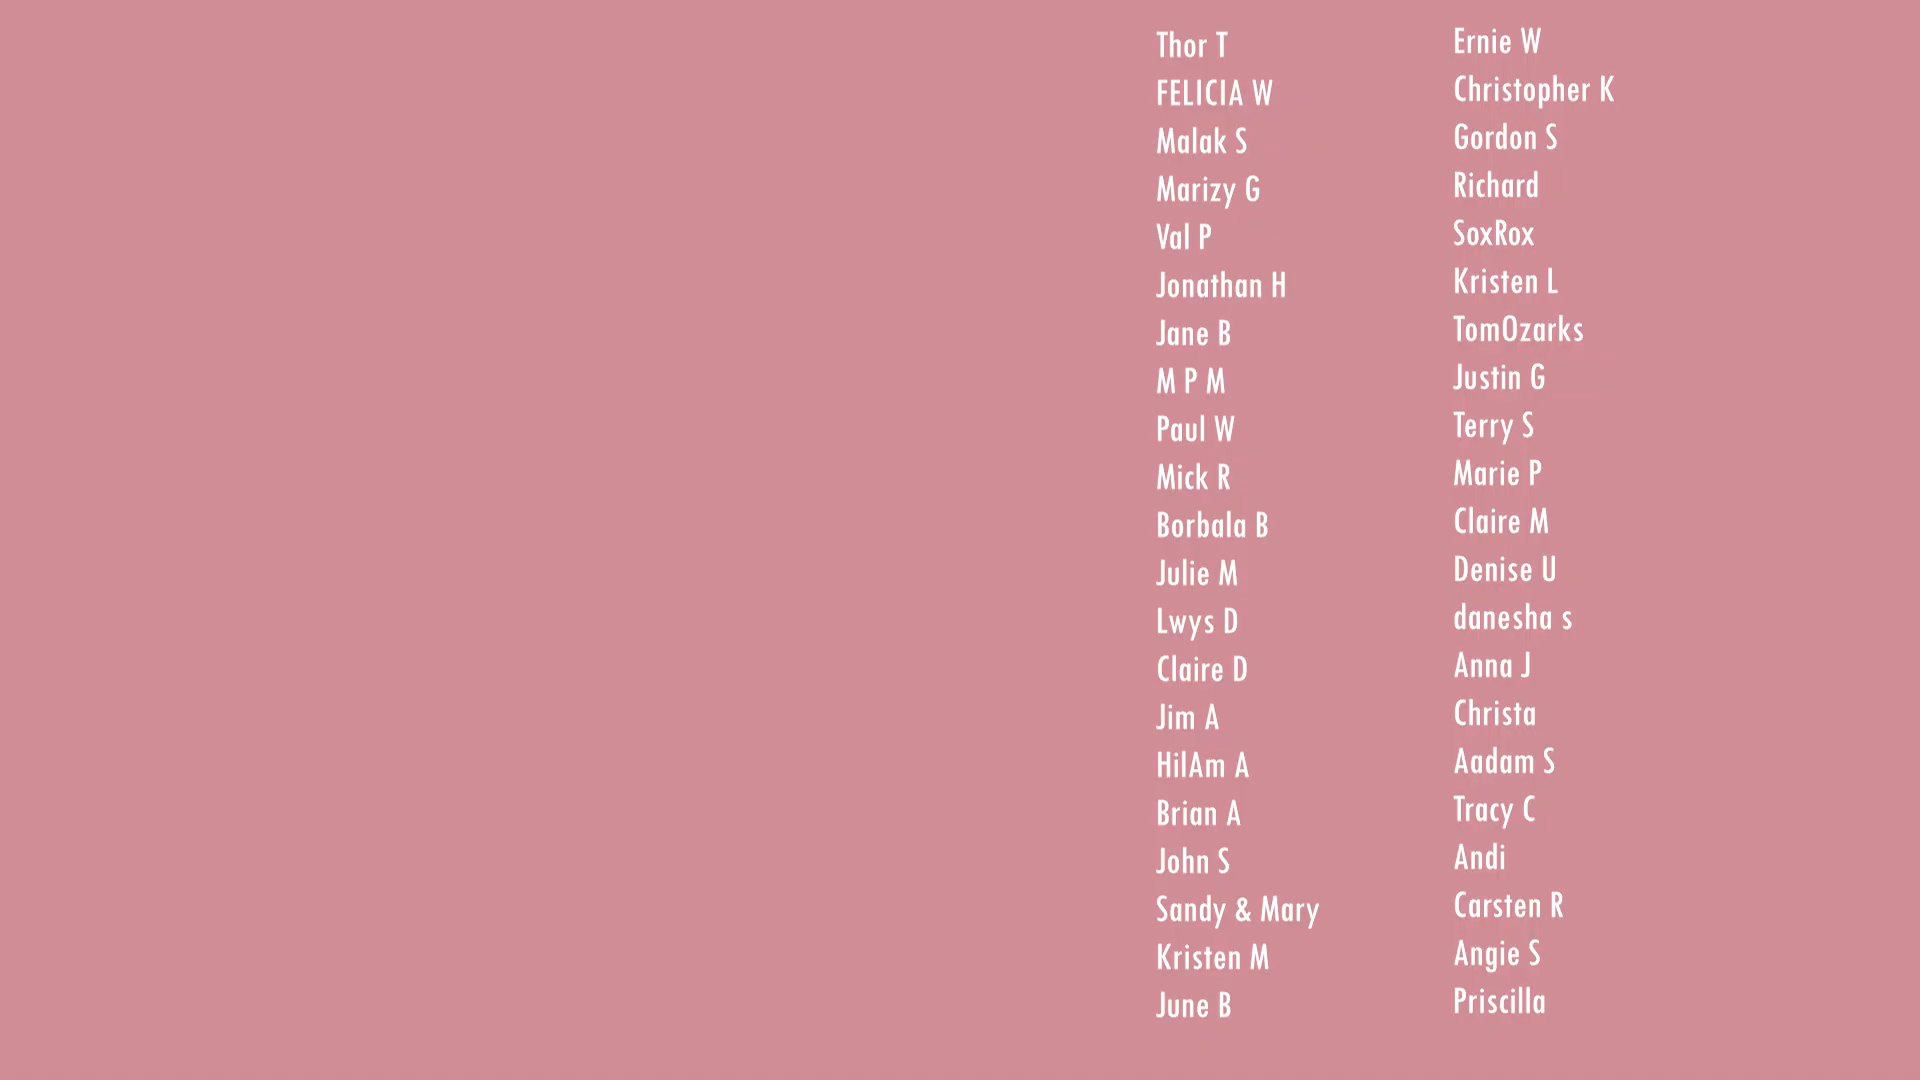 Thor T
FELICIA W
Malak S
Marizy G
Val P
Jonathan H
Jane B
M P M
Paul W
Mick R
Borbala B
Julie M
Lwys D
Claire D
Jim A
HilAm A
Brian A
John S
Sandy & Mary
Kristen M
June B
Ernie W
Christopher K
Gordon S
Richard
SoxRox
Kristen L
TomOzarks
Justin G
Terry S
Marie P
Claire M
Denise U
danesha s
Anna J
Christa
Aadam S
Tracy C
Andi
Carsten R
Angie S
Priscilla